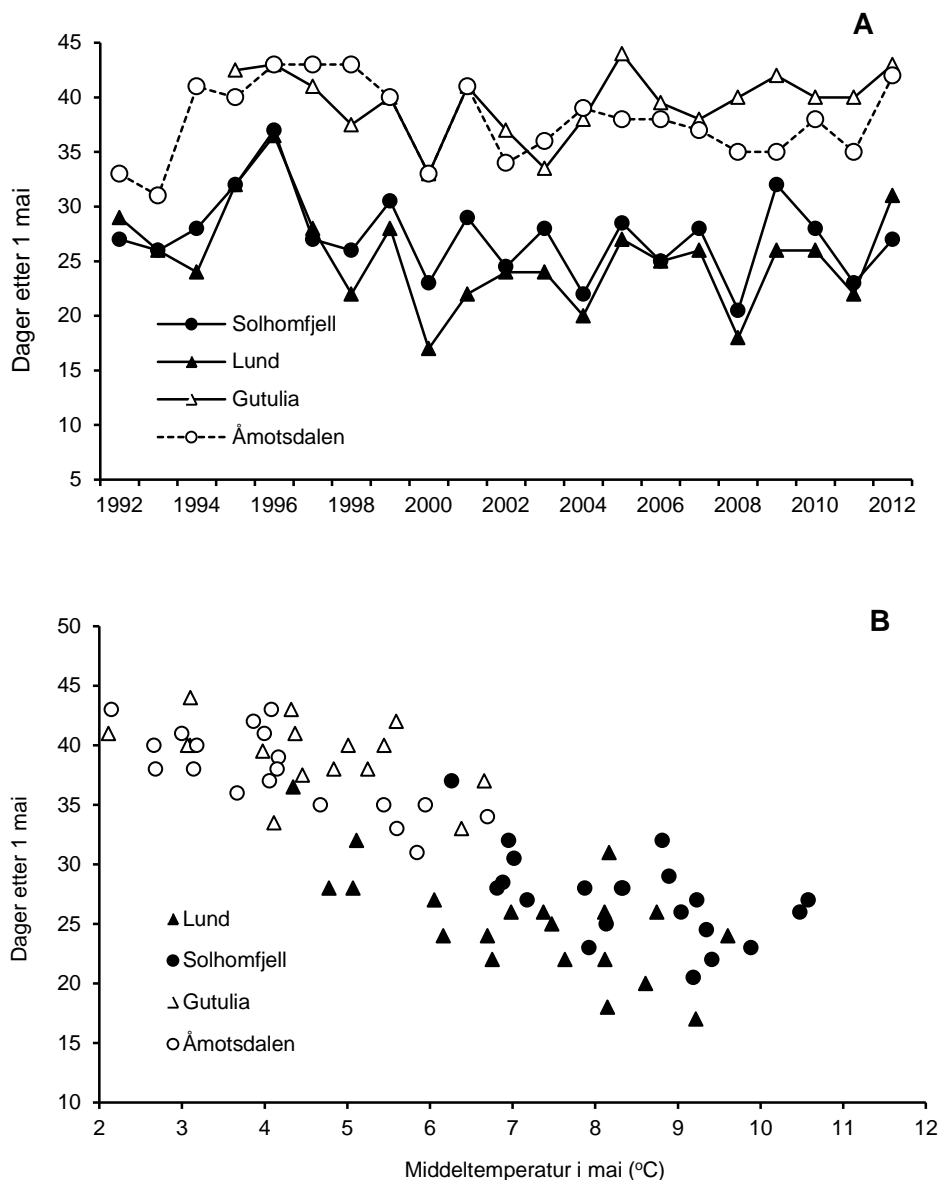 A
45
40
35
30
25
20
15
10
5
Dager etter 1 mai
Solhomfjell
Lund
Gutulia
Åmotsdalen
1992 1994 1996 1998 2000 2002 2004 2006 2008 2010 2012
B
50
45
40
35
30
25
20
15
10
Dager etter 1 mai
Lund
Solhomfjell
Gutulia
Åmotsdalen
2 3 4 5 6 7 8 9 10 11 12
Middeltemperatur i mai (ºC)